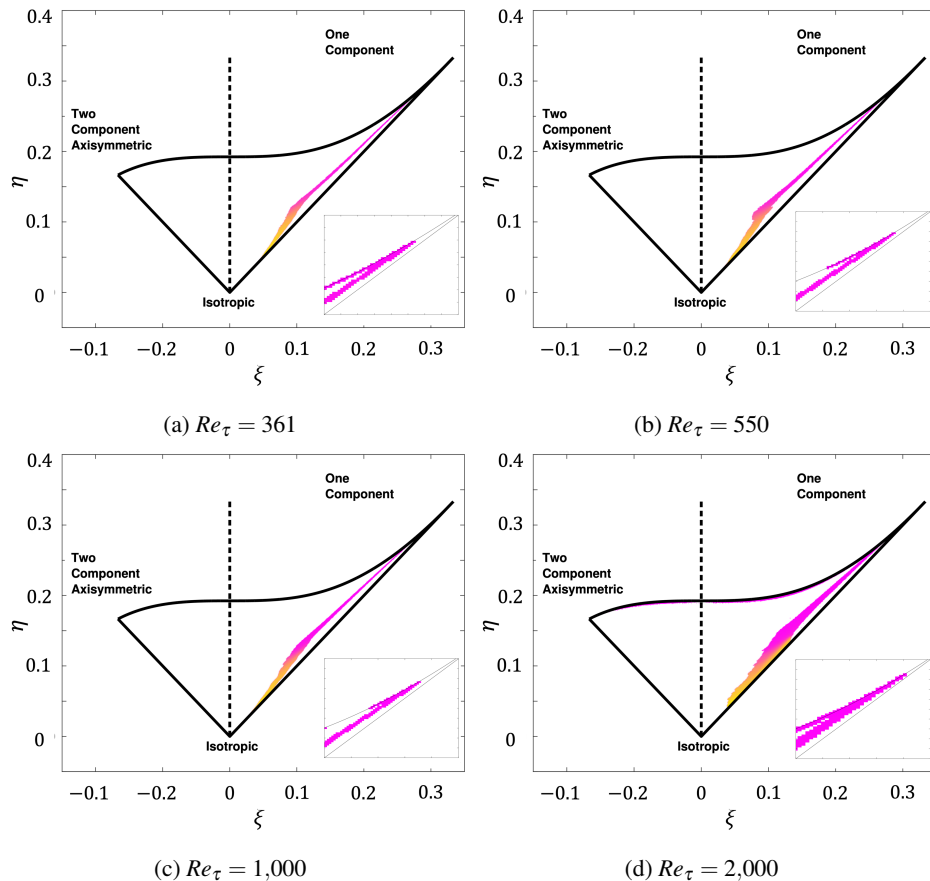 0.4
0.3
0.2
0.1
0
η
One
Component
Two
Component
Axisymmetric
Isotropic
−0.1
−0.2
0
0.1
0.2
0.3
ξ
(a) Reτ = 361
0.4
0.3
0.2
0.1
0
η
One
Component
Two
Component
Axisymmetric
Isotropic
−0.1
−0.2
0
0.1
0.2
0.3
ξ
(b) Reτ = 550
0.4
0.3
0.2
0.1
0
η
One
Component
Two
Component
Axisymmetric
Isotropic
−0.1
−0.2
0
0.1
0.2
0.3
ξ
(c) Reτ = 1,000
0.4
0.3
0.2
0.1
0
η
One
Component
Two
Component
Axisymmetric
Isotropic
−0.1
−0.2
0
0.1
0.2
0.3
ξ
(d) Reτ = 2,000